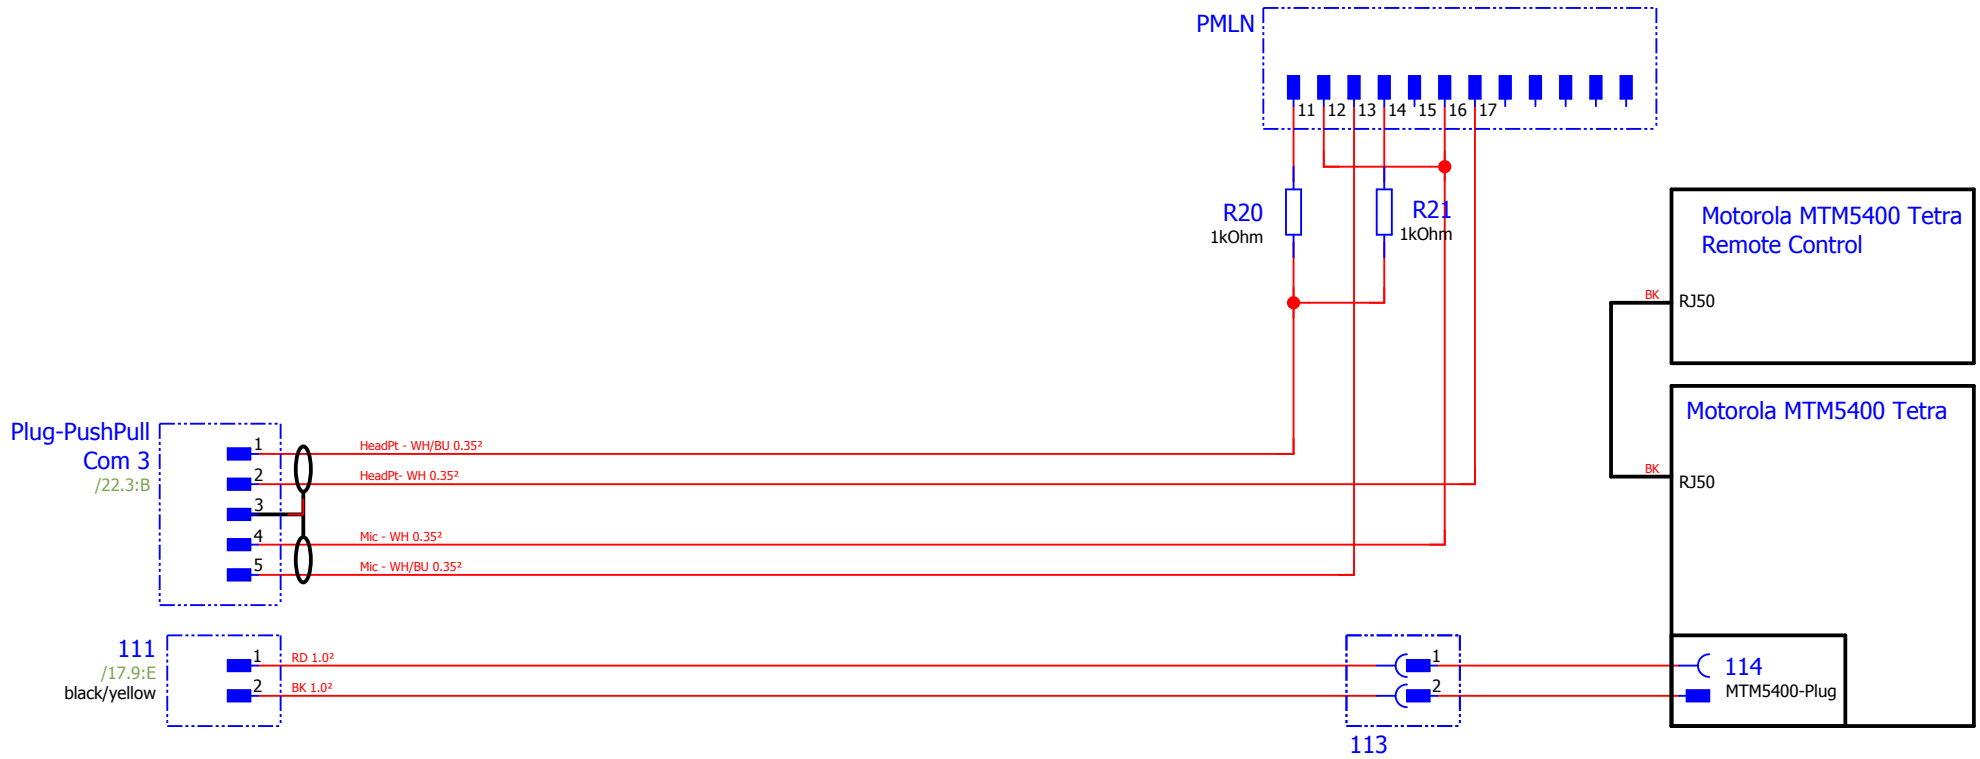 PMLN
11 12 13 14 15 16 17
R20
1kOhm
R21
1kOhm
Motorola MTM5400 Tetra
Remote Control
BK
RJ50
Motorola MTM5400 Tetra
BK
RJ50
Plug-PushPull
Com 3
/22.3:B
1
HeadPt - WH/BU 0.35²
2
HeadPt- WH 0.35²
3
4
Mic - WH 0.35²
5
Mic - WH/BU 0.35²
111
/17.9:E
black/yellow
1
RD 1.0²
2
BK 1.0²
1
2
113
114
MTM5400-Plug